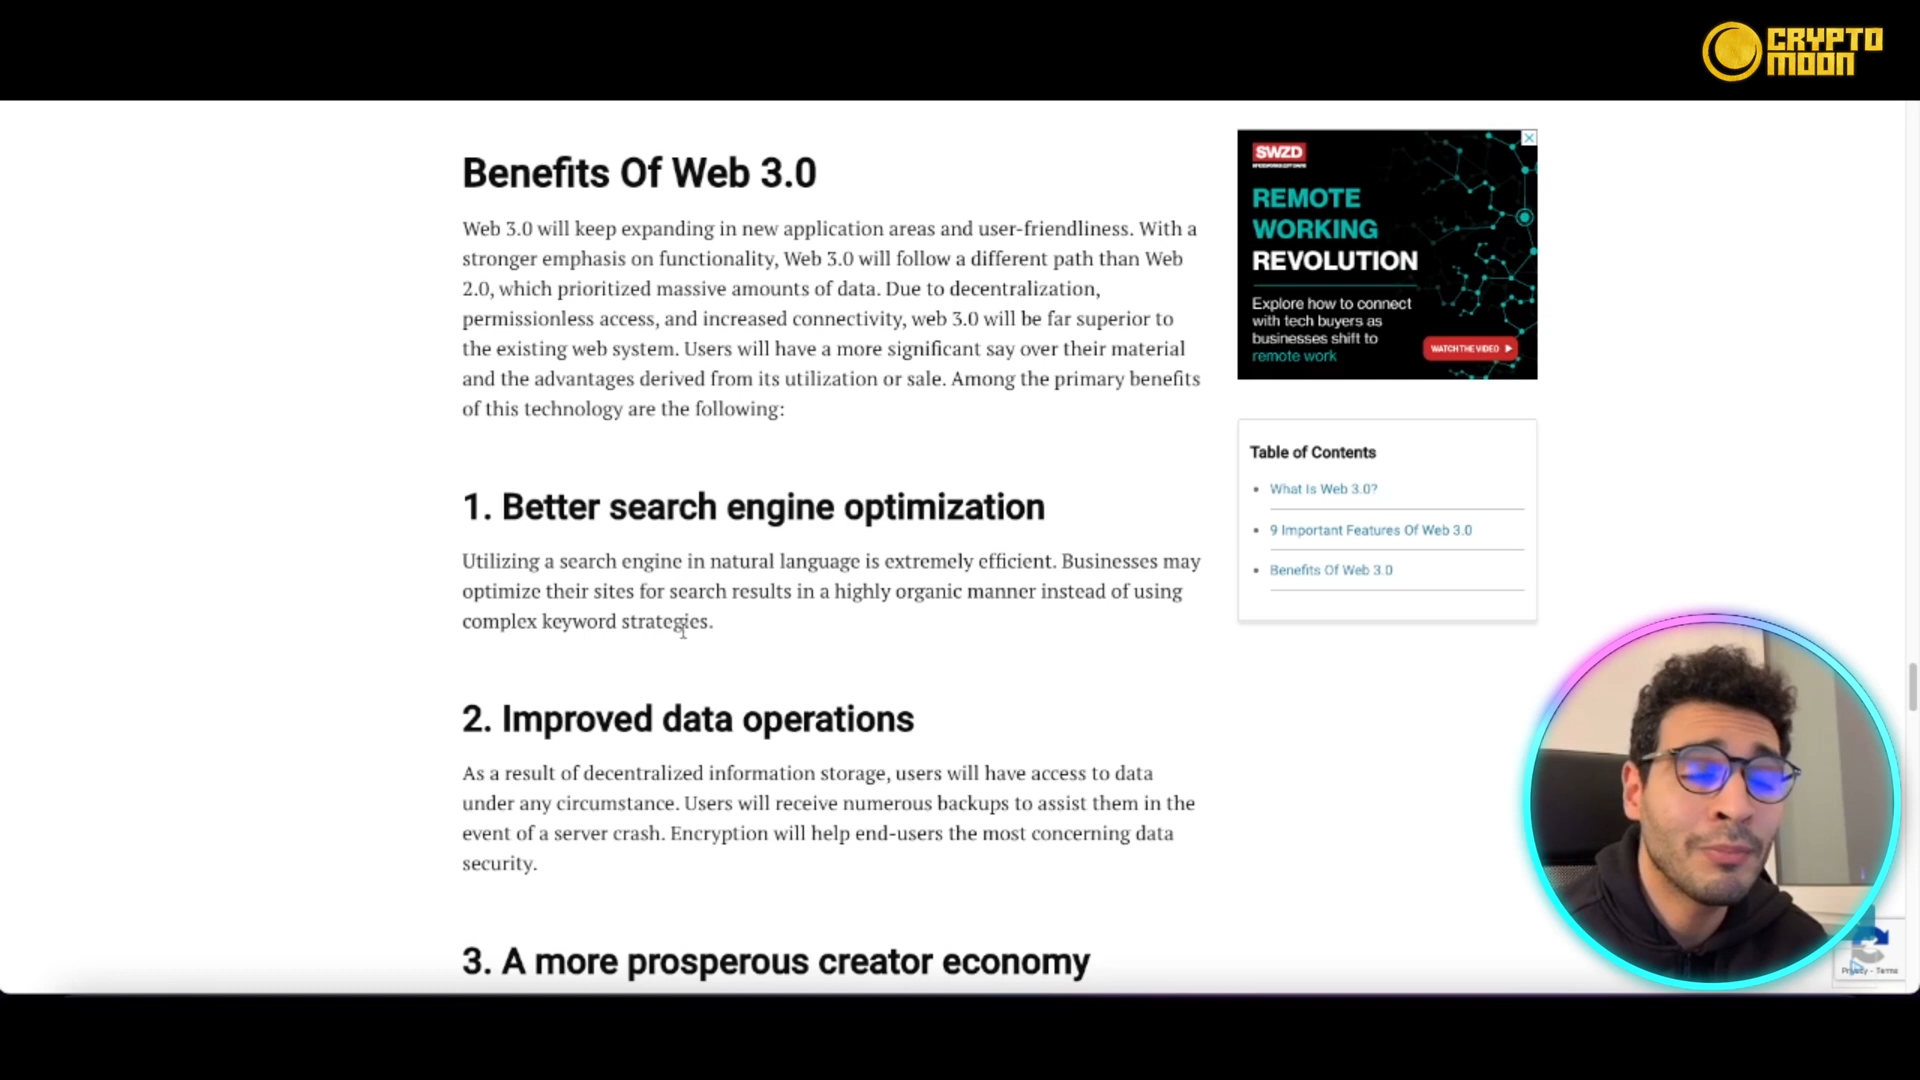 CRYPTO
MOON
Benefits Of Web 3.0
Web 3.0 will keep expanding in new application areas and user-friendliness. With a
stronger emphasis on functionality, Web 3.0 will follow a different path than Web
2.0, which prioritized massive amounts of data. Due to decentralization,
permissionless access, and increased connectivity, web 3.0 will be far superior to
the existing web system. Users will have a more significant say over their material
and the advantages derived from its utilization or sale. Among the primary benefits
of this technology are the following:
1. Better search engine optimization
Utilizing a search engine in natural language is extremely efficient. Businesses may
optimize their sites for search results in a highly organic manner instead of using
complex keyword strategies.
2. Improved data operations
As a result of decentralized information storage, users will have access to data
under any circumstance. Users will receive numerous backups to assist them in the
event of a server crash. Encryption will help end-users the most concerning data
security.
3. A more prosperous creator economy
SWZD
REMOTE
WORKING
REVOLUTION
Explore how to connect
with tech buyers as
businesses shift to
remote work
WATCH THE VIDEO
Table of Contents
What Is Web 3.0?
9 Important Features Of Web 3.0
Benefits Of Web 3.0
Privacy - Terms